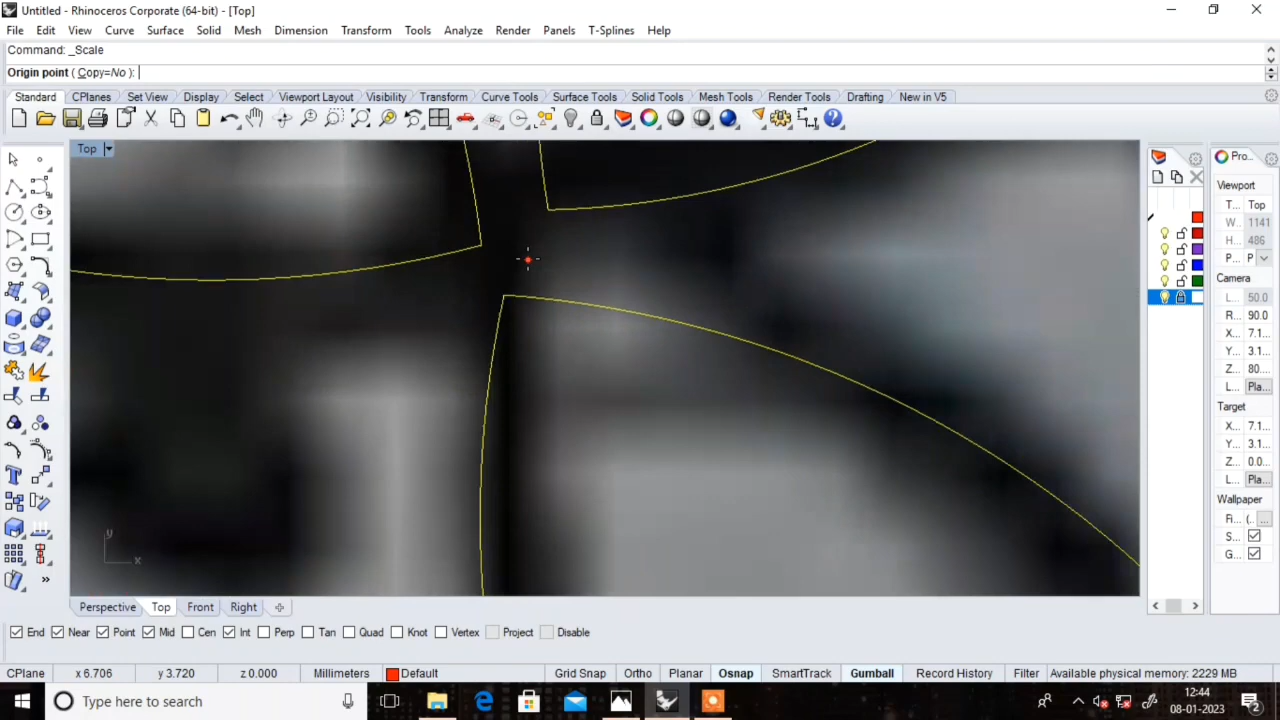 Untitled - Rhinoceros Corporate (64-bit) - [Top]
File Edit View Curve Surface Solid Mesh Dimension Transform Tools Analyze Render Panels T-Splines Help
Command: _Scale
Origin point ( Copy=No ):
Standard CPlanes Set View Display Select Viewport Layout Visibility Transform Curve Tools Surface Tools Solid Tools Mesh Tools Render Tools Drafting New in V5
Top
Pro...
Viewport
T... Top
W... 1141
H... 486
P... P
Camera
L... 50.0
R... 90.0
X... 7.1...
Y... 3.1...
Z... 80...
L... Pla...
Target
X... 7.1...
Y... 3.1...
Z... 0.0...
L... Pla...
Wallpaper
Fi... (... ...
S...
G...
y
x
Perspective Top Front Right
End Near Point Mid Cen Int Perp Tan Quad Knot Vertex Project Disable
CPlane x 6.706 y 3.720 z 0.000 Millimeters Default Grid Snap Ortho Planar Osnap SmartTrack Gumball Record History Filter Available physical memory: 2229 MB
Type here to search
12:44
08-01-2023
2